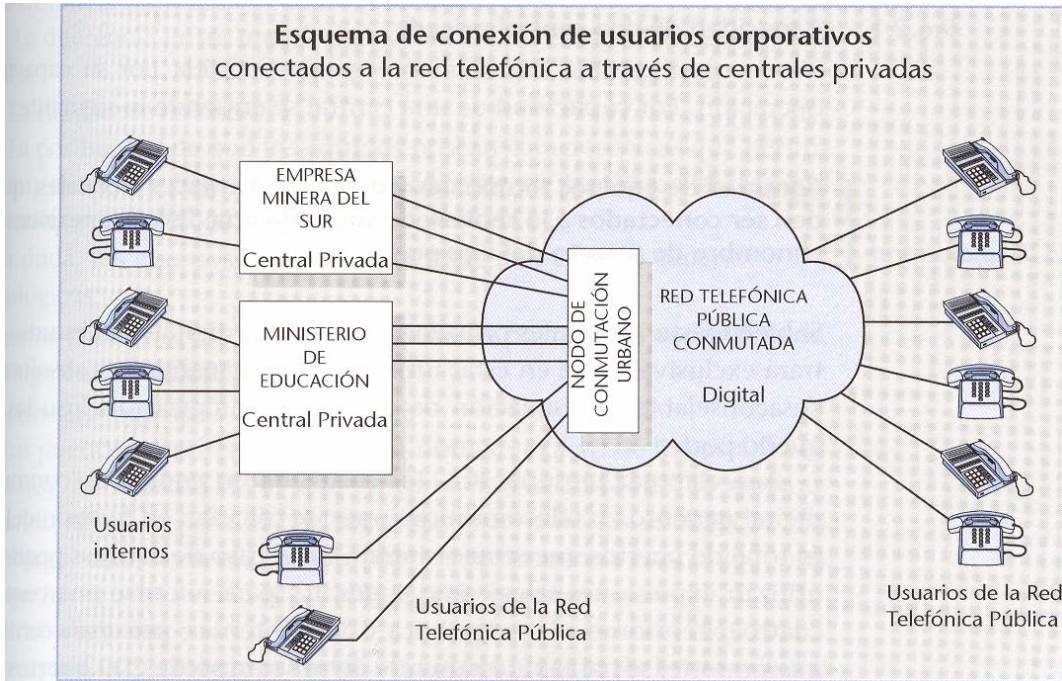 Esquema de conexión de usuarios corporativos
conectados a la red telefónica a través de centrales privadas
EMPRESA
MINERA DEL
SUR
Central Privada
MINISTERIO
DE
EDUCACIÓN
Central Privada
NODO DE
CONMUTACIÓN
URBANO
RED TELEFÓNICA
PÚBLICA
CONMUTADA
Digital
Usuarios
internos
Usuarios de la Red
Telefónica Pública
Usuarios de la Red
Telefónica Pública